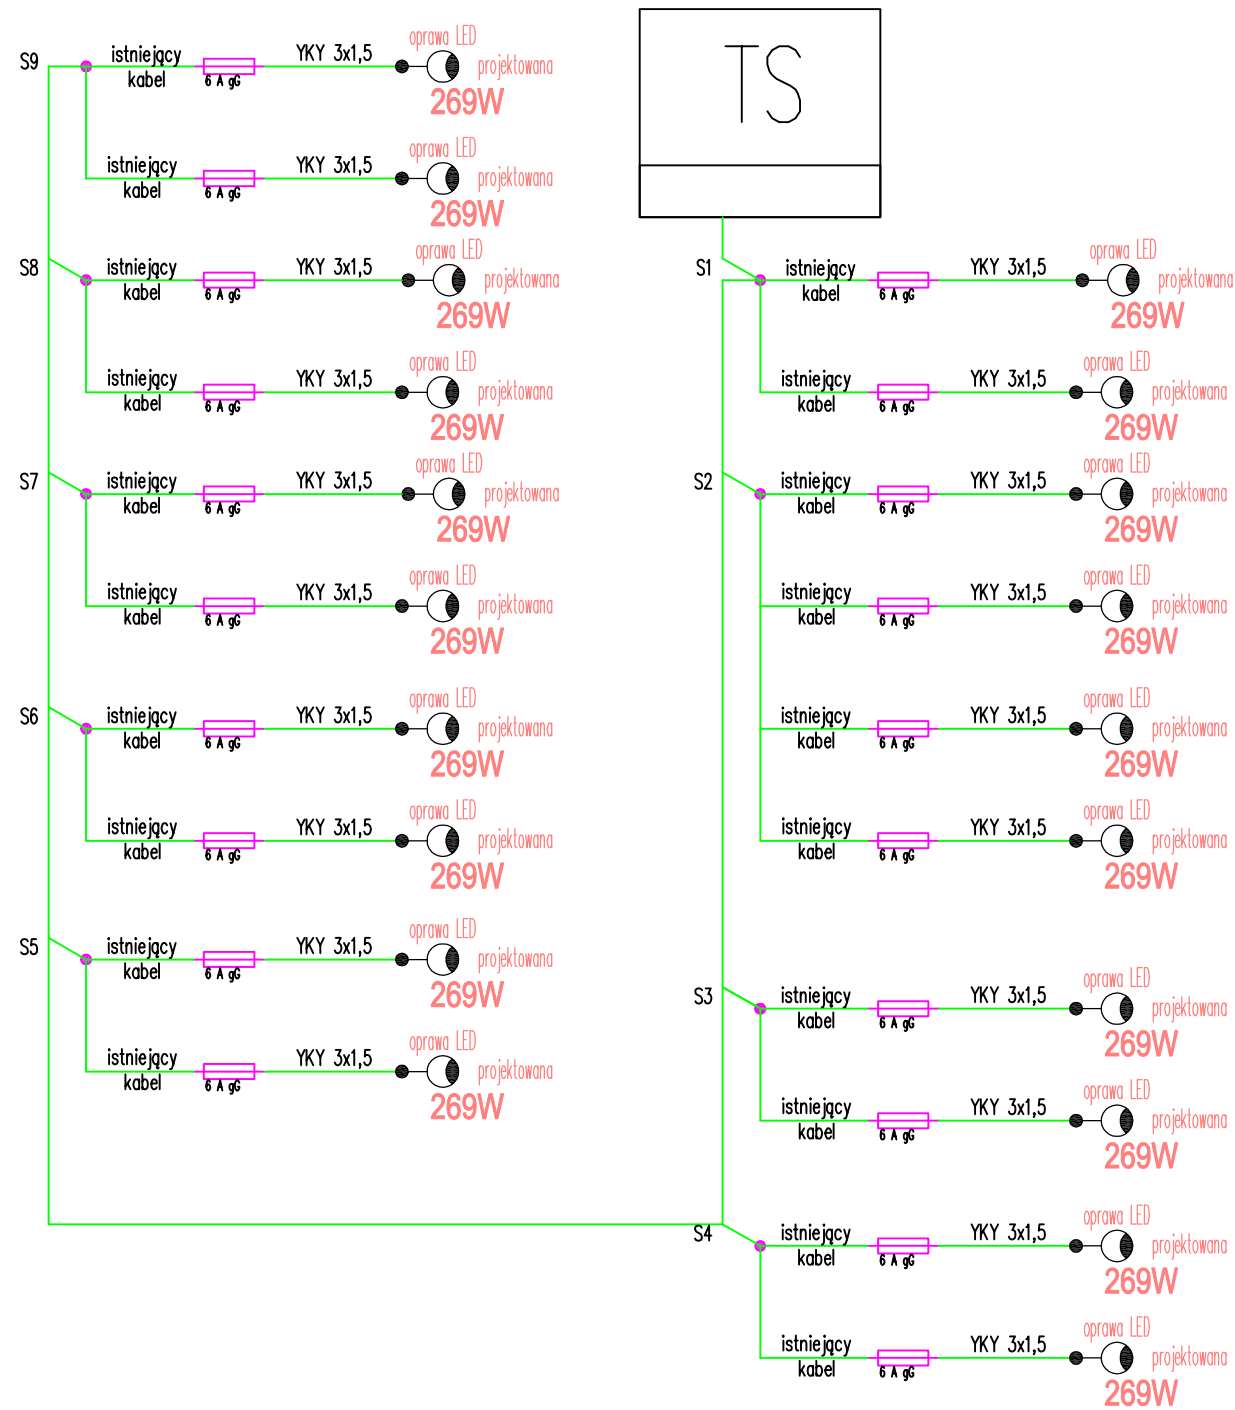 TS
S9
istniejący
kabel
6 A gG
YKY 3x1,5
oprawa LED
projektowana
269W
istniejący
kabel
6 A gG
YKY 3x1,5
oprawa LED
projektowana
269W
S8
istniejący
kabel
6 A gG
YKY 3x1,5
oprawa LED
projektowana
269W
istniejący
kabel
6 A gG
YKY 3x1,5
oprawa LED
projektowana
269W
S7
istniejący
kabel
6 A gG
YKY 3x1,5
oprawa LED
projektowana
269W
istniejący
kabel
6 A gG
YKY 3x1,5
oprawa LED
projektowana
269W
S6
istniejący
kabel
6 A gG
YKY 3x1,5
oprawa LED
projektowana
269W
istniejący
kabel
6 A gG
YKY 3x1,5
oprawa LED
projektowana
269W
S5
istniejący
kabel
6 A gG
YKY 3x1,5
oprawa LED
projektowana
269W
istniejący
kabel
6 A gG
YKY 3x1,5
oprawa LED
projektowana
269W
S1
istniejący
kabel
6 A gG
YKY 3x1,5
oprawa LED
projektowana
269W
istniejący
kabel
6 A gG
YKY 3x1,5
oprawa LED
projektowana
269W
S2
istniejący
kabel
6 A gG
YKY 3x1,5
oprawa LED
projektowana
269W
istniejący
kabel
6 A gG
YKY 3x1,5
oprawa LED
projektowana
269W
istniejący
kabel
6 A gG
YKY 3x1,5
oprawa LED
projektowana
269W
istniejący
kabel
6 A gG
YKY 3x1,5
oprawa LED
projektowana
269W
S3
istniejący
kabel
6 A gG
YKY 3x1,5
oprawa LED
projektowana
269W
istniejący
kabel
6 A gG
YKY 3x1,5
oprawa LED
projektowana
269W
S4
istniejący
kabel
6 A gG
YKY 3x1,5
oprawa LED
projektowana
269W
istniejący
kabel
6 A gG
YKY 3x1,5
oprawa LED
projektowana
269W